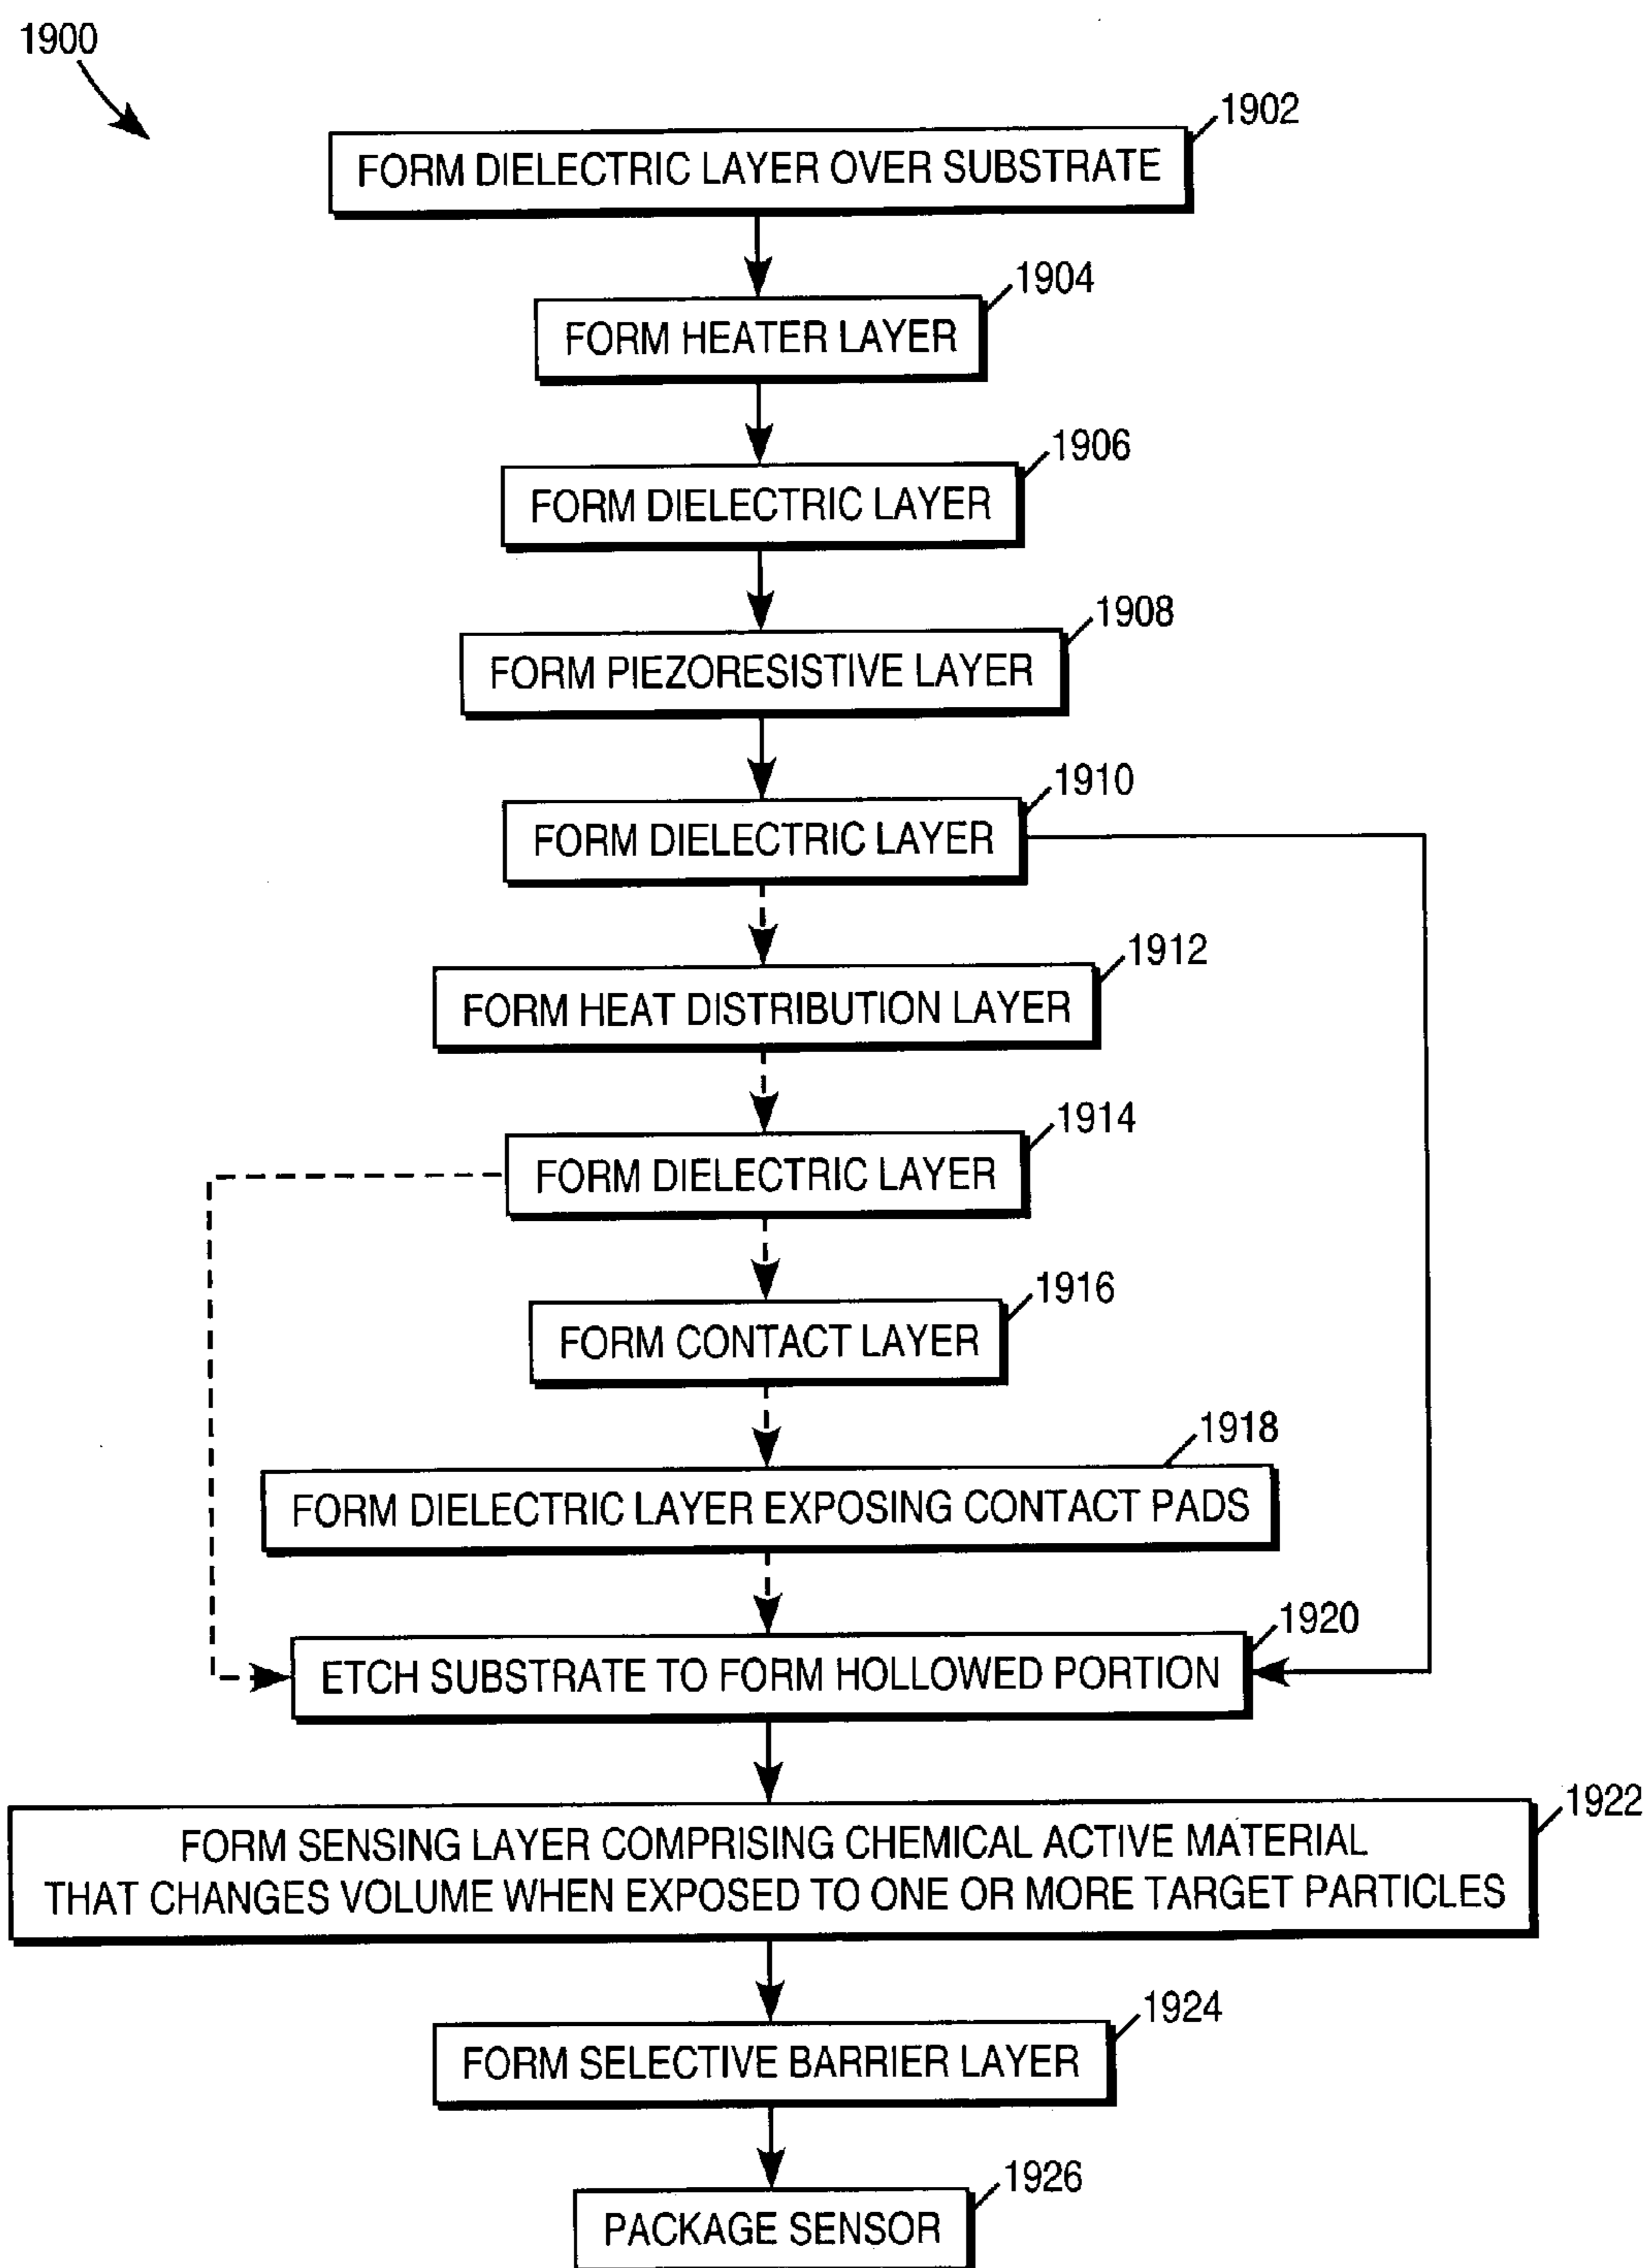 1900
1902
FORM DIELECTRIC LAYER OVER SUBSTRATE
1904
FORM HEATER LAYER
1906
FORM DIELECTRIC LAYER
1908
FORM PIEZORESISTIVE LAYER
1910
FORM DIELECTRIC LAYER
1912
FORM HEAT DISTRIBUTION LAYER
1914
FORM DIELECTRIC LAYER
1916
FORM CONTACT LAYER
1918
FORM DIELECTRIC LAYER EXPOSING CONTACT PADS
1920
ETCH SUBSTRATE TO FORM HOLLOWED PORTION
1922
FORM SENSING LAYER COMPRISING CHEMICAL ACTIVE MATERIAL
THAT CHANGES VOLUME WHEN EXPOSED TO ONE OR MORE TARGET PARTICLES
1924
FORM SELECTIVE BARRIER LAYER
1926
PACKAGE SENSOR